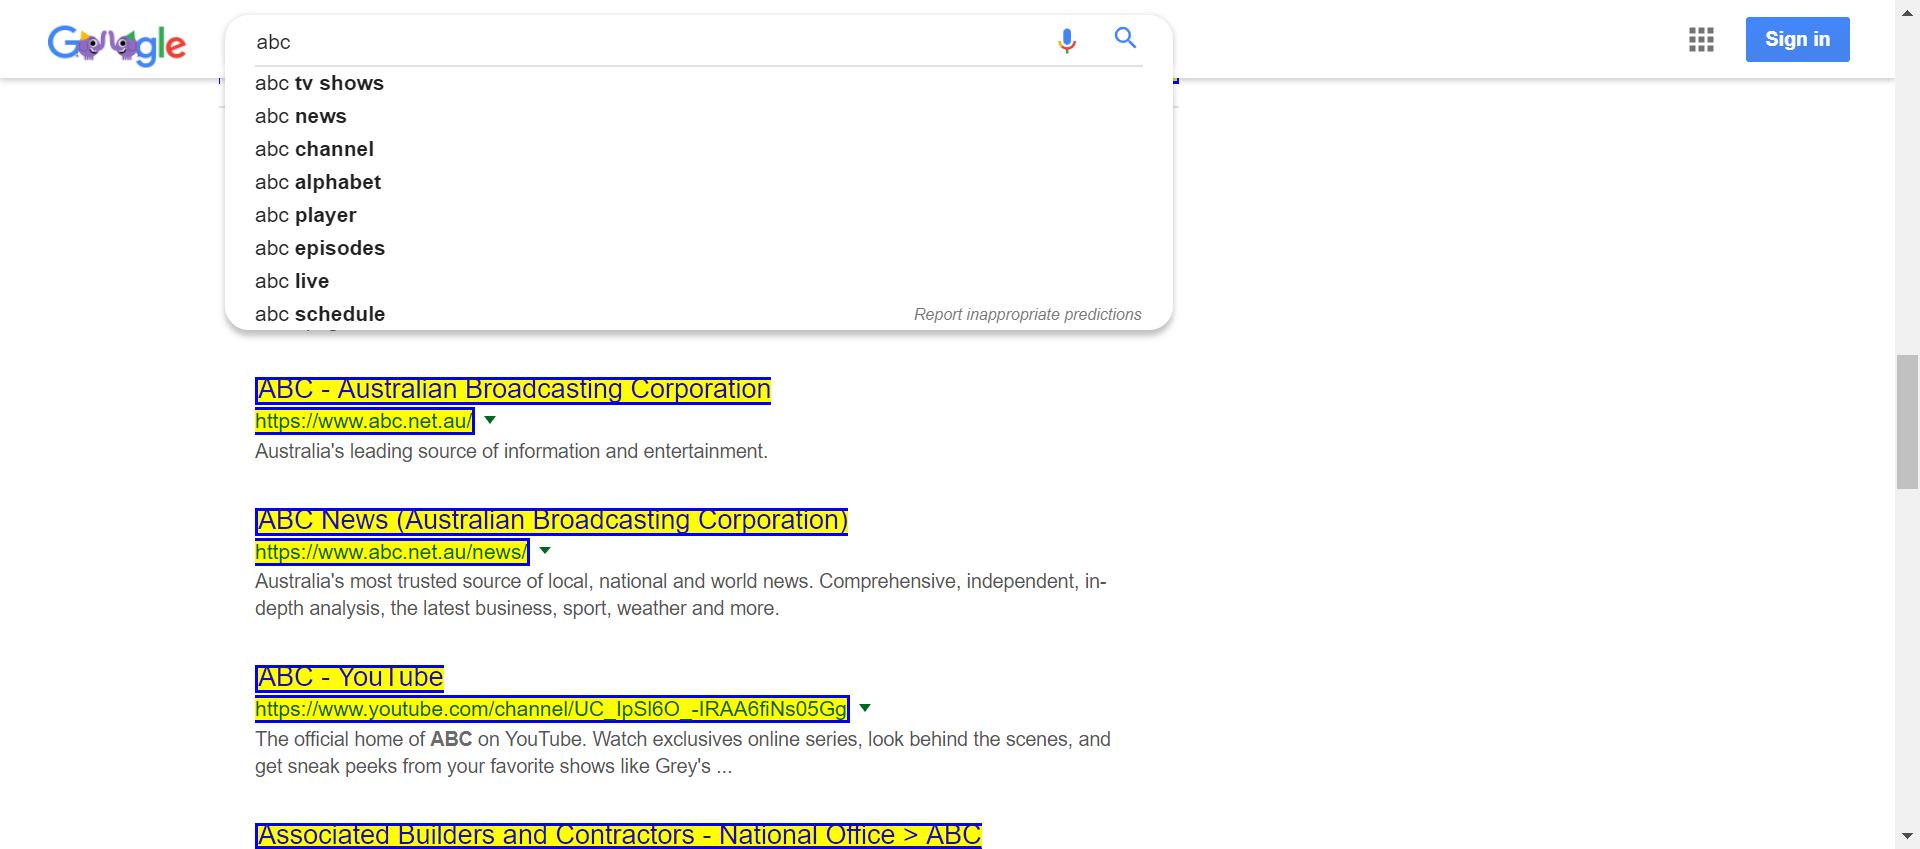 Google
abc
Sign in
abc tv shows
abc news
abc channel
abc alphabet
abc player
abc episodes
abc live
abc schedule
Report inappropriate predictions
ABC - Australian Broadcasting Corporation
https://www.abc.net.au/
Australia's leading source of information and entertainment.
ABC News (Australian Broadcasting Corporation)
https://www.abc.net.au/news/
Australia's most trusted source of local, national and world news. Comprehensive, independent, in-
depth analysis, the latest business, sport, weather and more.
ABC - YouTube
https://www.youtube.com/channel/UC_IpSl6O_-IRAA6fiNs05Gg
The official home of ABC on YouTube. Watch exclusives online series, look behind the scenes, and
get sneak peeks from your favorite shows like Grey's ...
Associated Builders and Contractors - National Office > ABC